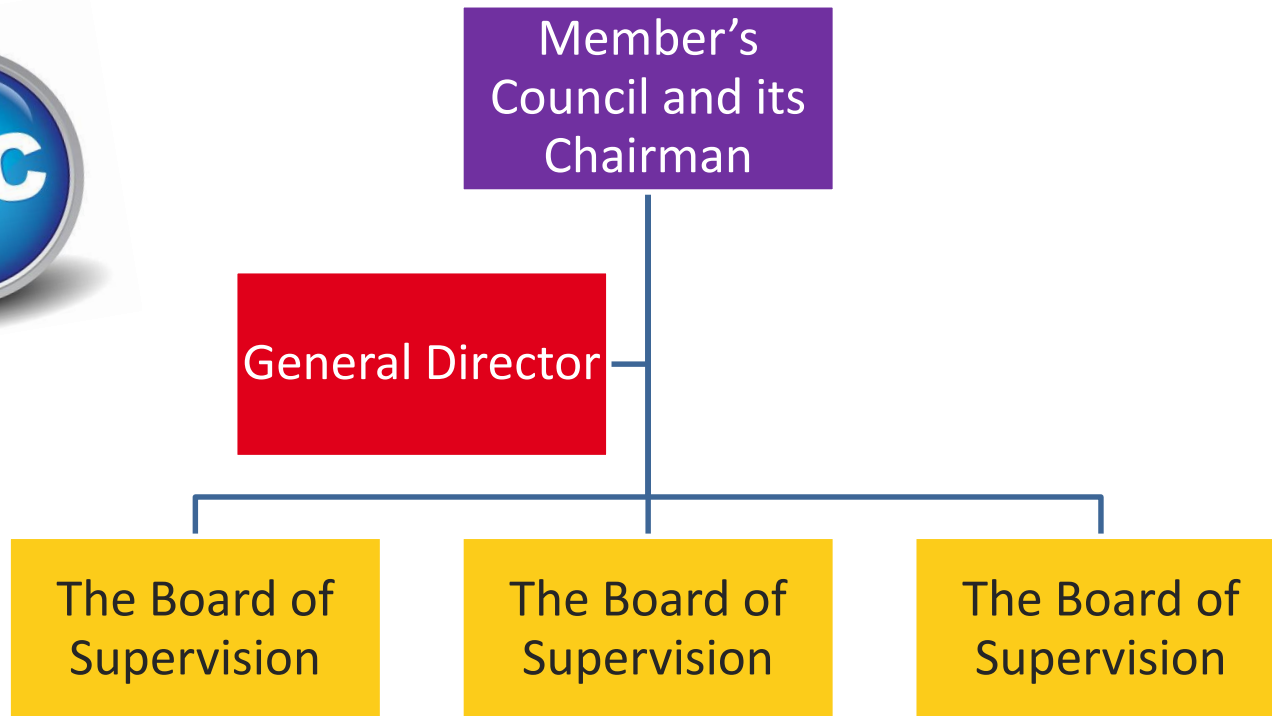 Member’s
Council and its
Chairman
C
General Director
The Board of
Supervision
The Board of
Supervision
The Board of
Supervision